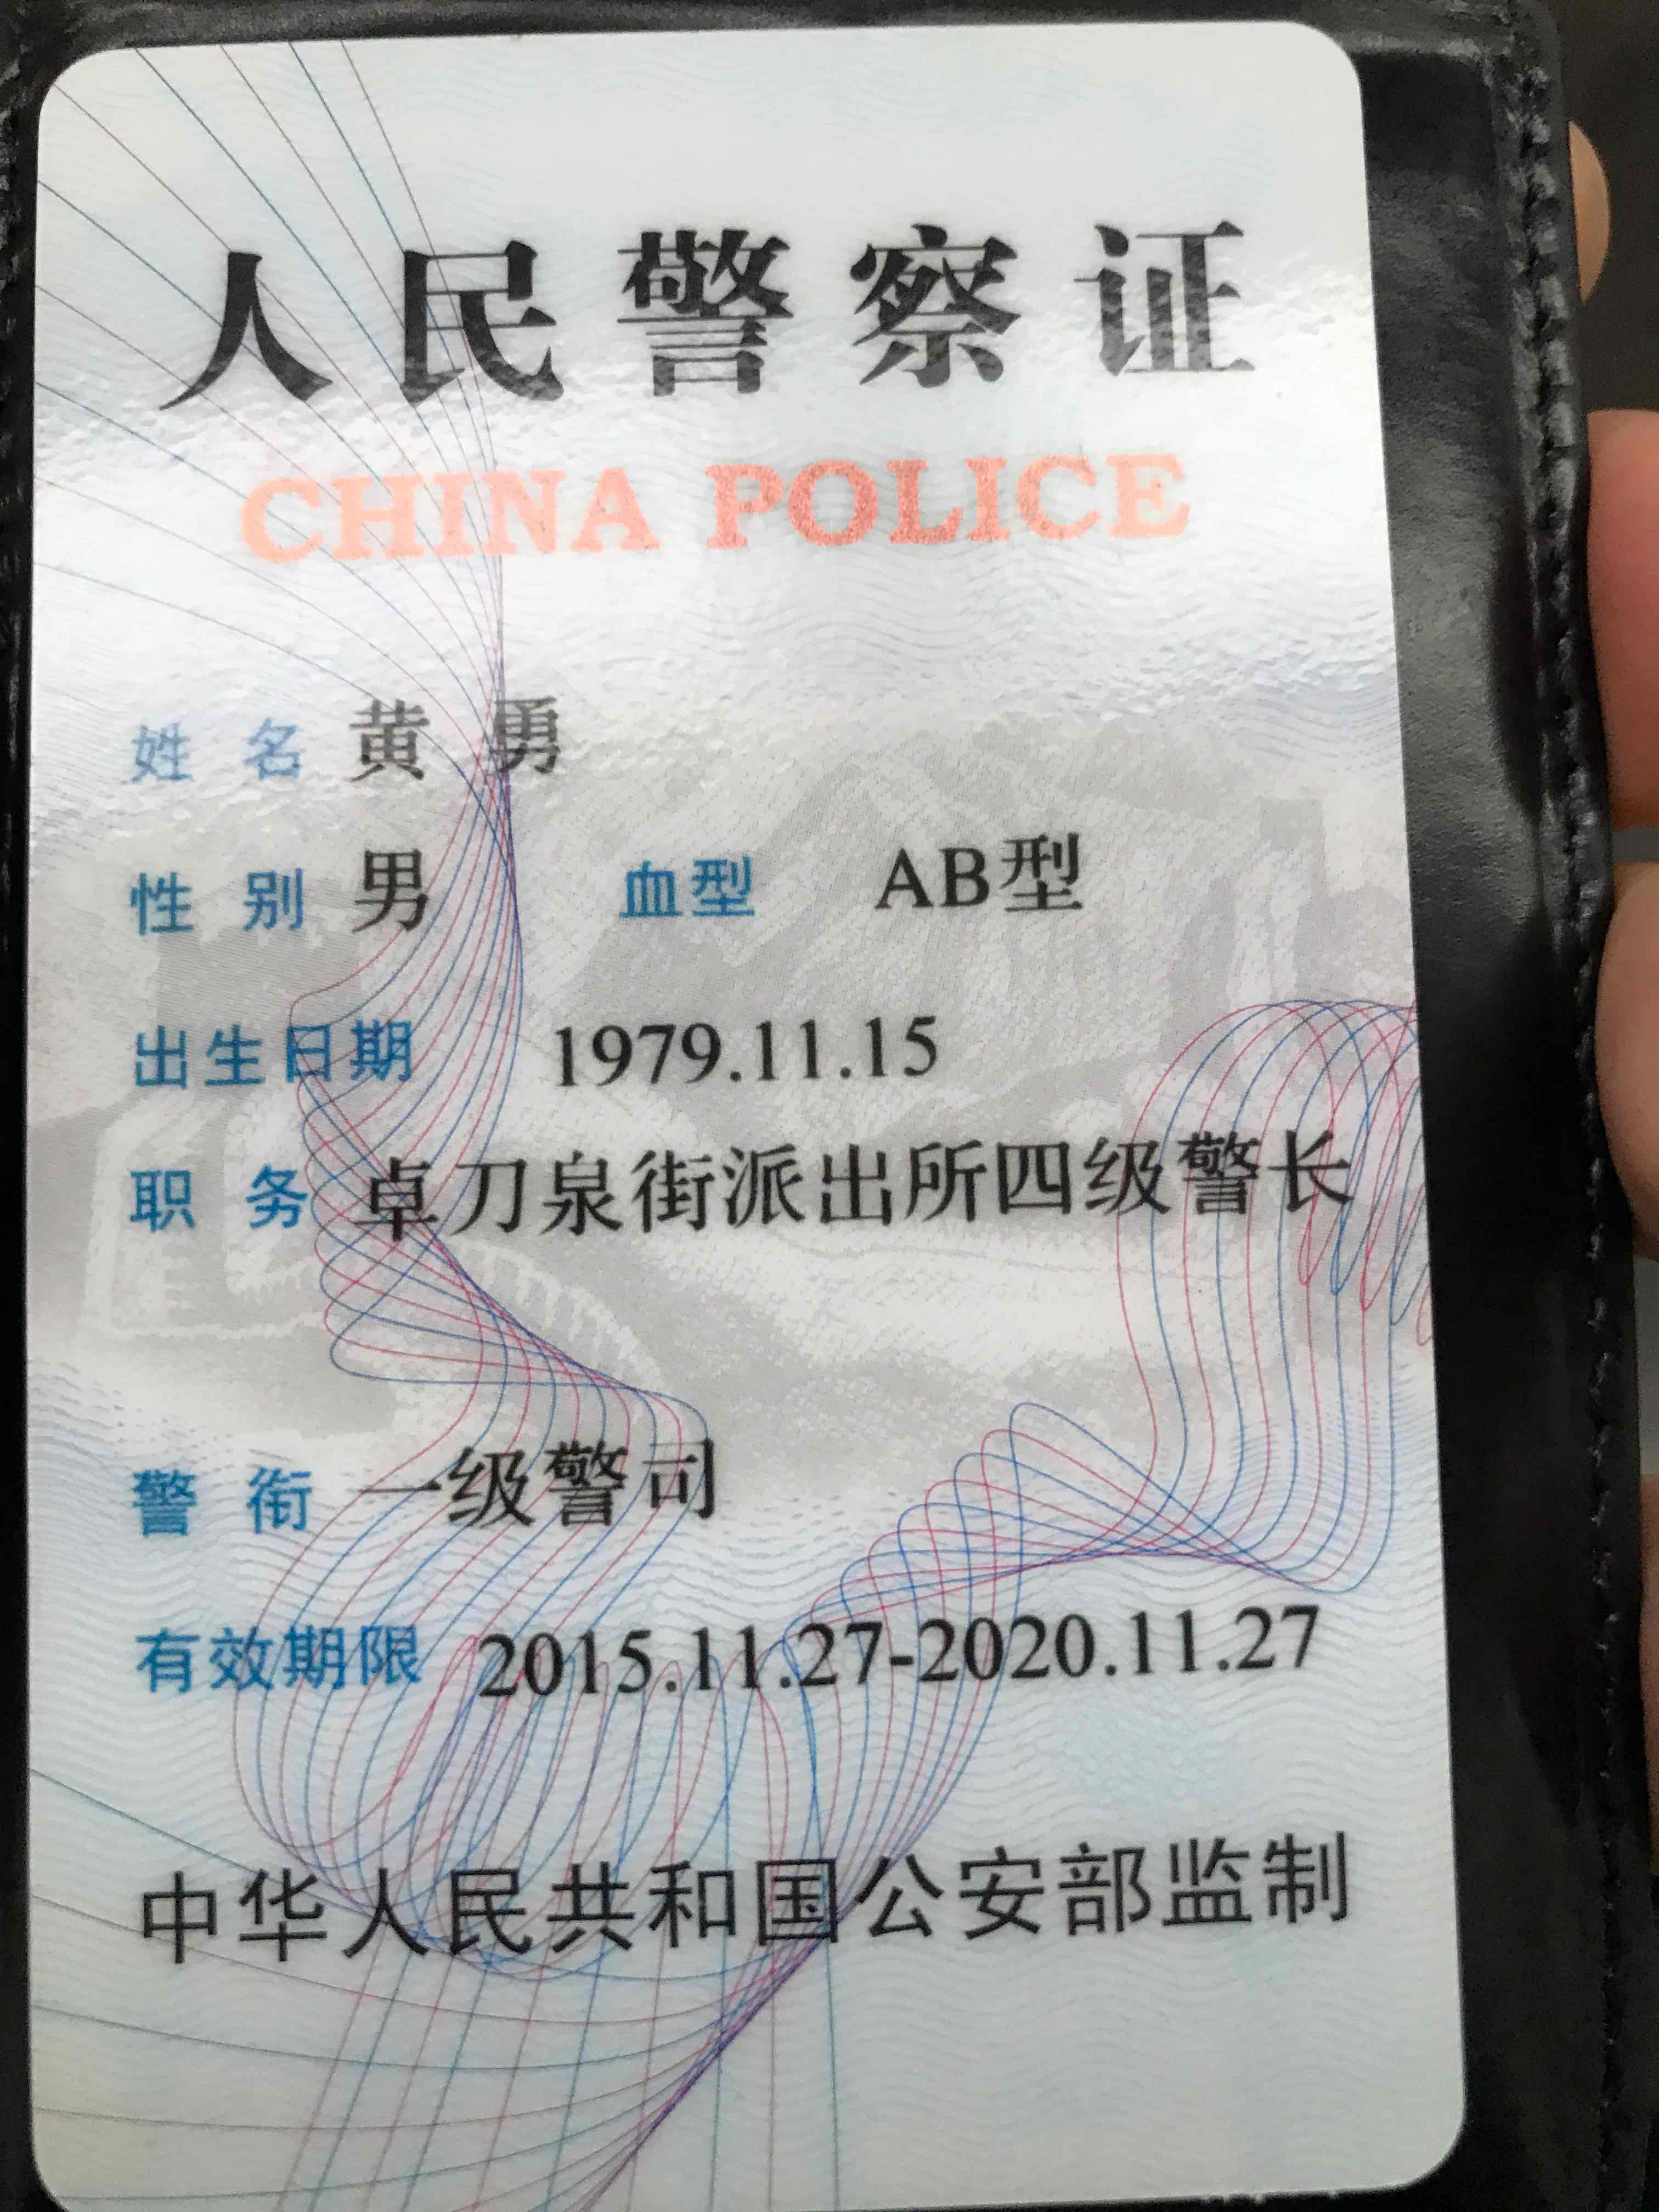 人民警察证
CHINA POLICE
姓 名 黄 勇
性 别 男 血型 AB型
出生日期 1979.11.15
职 务 卓刀泉街派出所四级警长
警 衔 一级警司
有效期限 2015.11.27-2020.11.27
中华人民共和国公安部监制